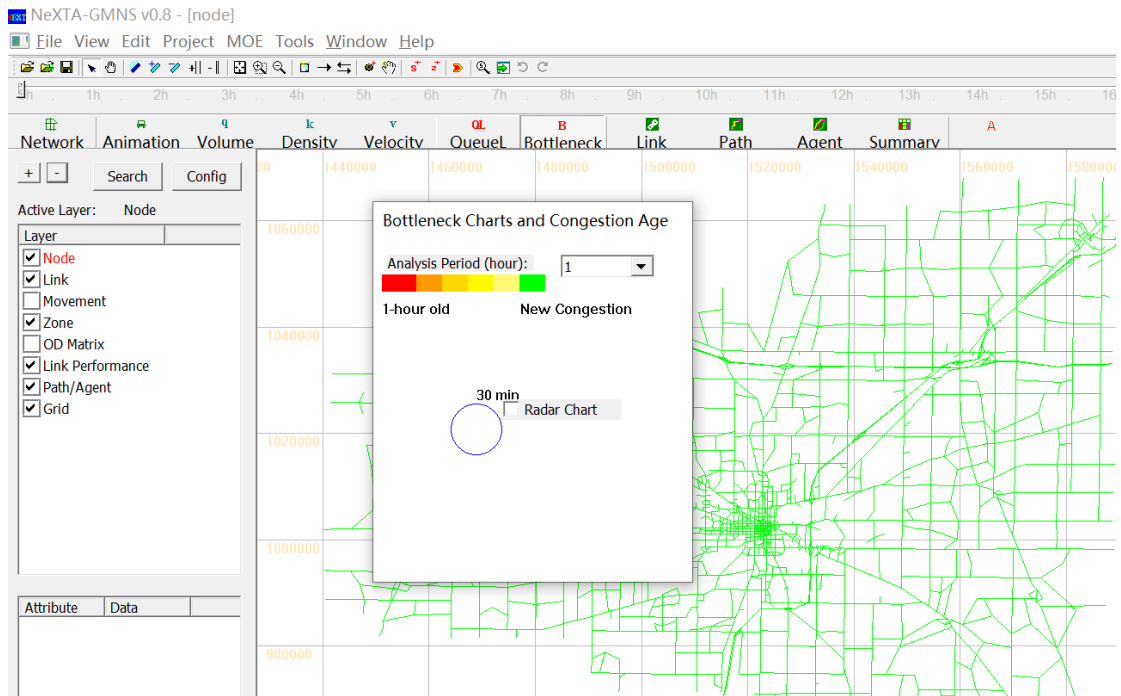 NeXTA-GMNS v0.8 - [node]
File View Edit Project MOE Tools Window Help
h 1h 2h 3h 4h 5h 6h 7h 8h 9h 10h 11h 12h 13h 14h 15h 16
q k v QL B A
Network Animation Volume Density Velocity QueueL Bottleneck Link Path Agent Summary
+ - Search Config
00 1440000 1460000 1480000 1500000 1520000 1540000 1560000 1580000
Active Layer: Node
Layer
Node
Link
Movement
Zone
OD Matrix
Link Performance
Path/Agent
Grid
Attribute Data
1060000
1040000
1020000
1000000
980000
Bottleneck Charts and Congestion Age
Analysis Period (hour): 1
1-hour old New Congestion
30 min
Radar Chart